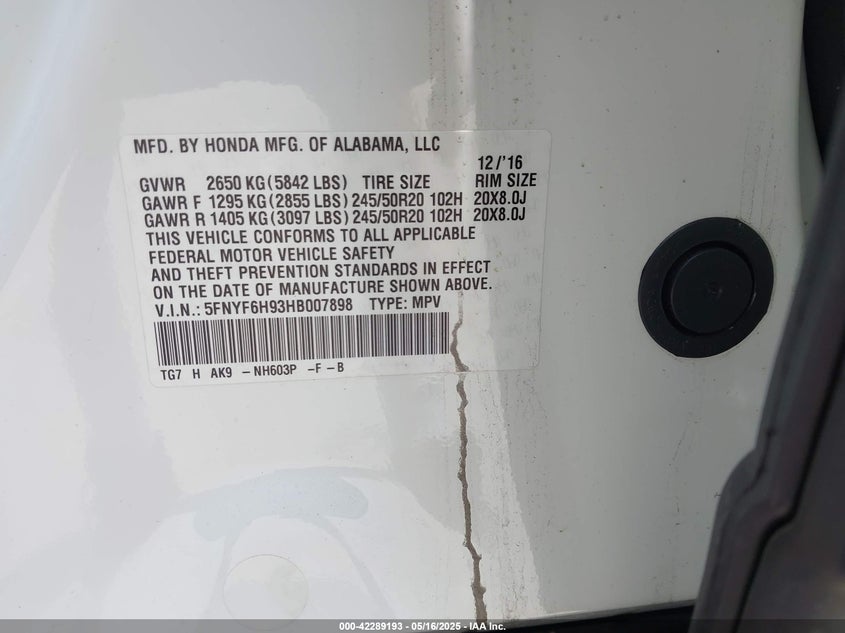 MFD. BY HONDA MFG. OF ALABAMA, LLC
12/'16
GVWR 2650 KG(5842 LBS) TIRE SIZE RIM SIZE
GAWR F 1295 KG(2855 LBS)245/50R20 102H 20X8.0J
GAWR R 1405 KG(3097 LBS)245/50R20 102H 20X8.0J
THIS VEHICLE CONFORMS TO ALL APPLICABLE
FEDERAL MOTOR VEHICLE SAFETY
AND THEFT PREVENTION STANDARDS IN EFFECT
ON THE DATE OF MANUFACTURE SHOWN ABOVE.
V.I.N.: 5FNYF6H93HB007898 TYPE: MPV
TG7 H AK9 -NH603P -F-B
000-42289193 - 05/16/2025 - IAA Inc.